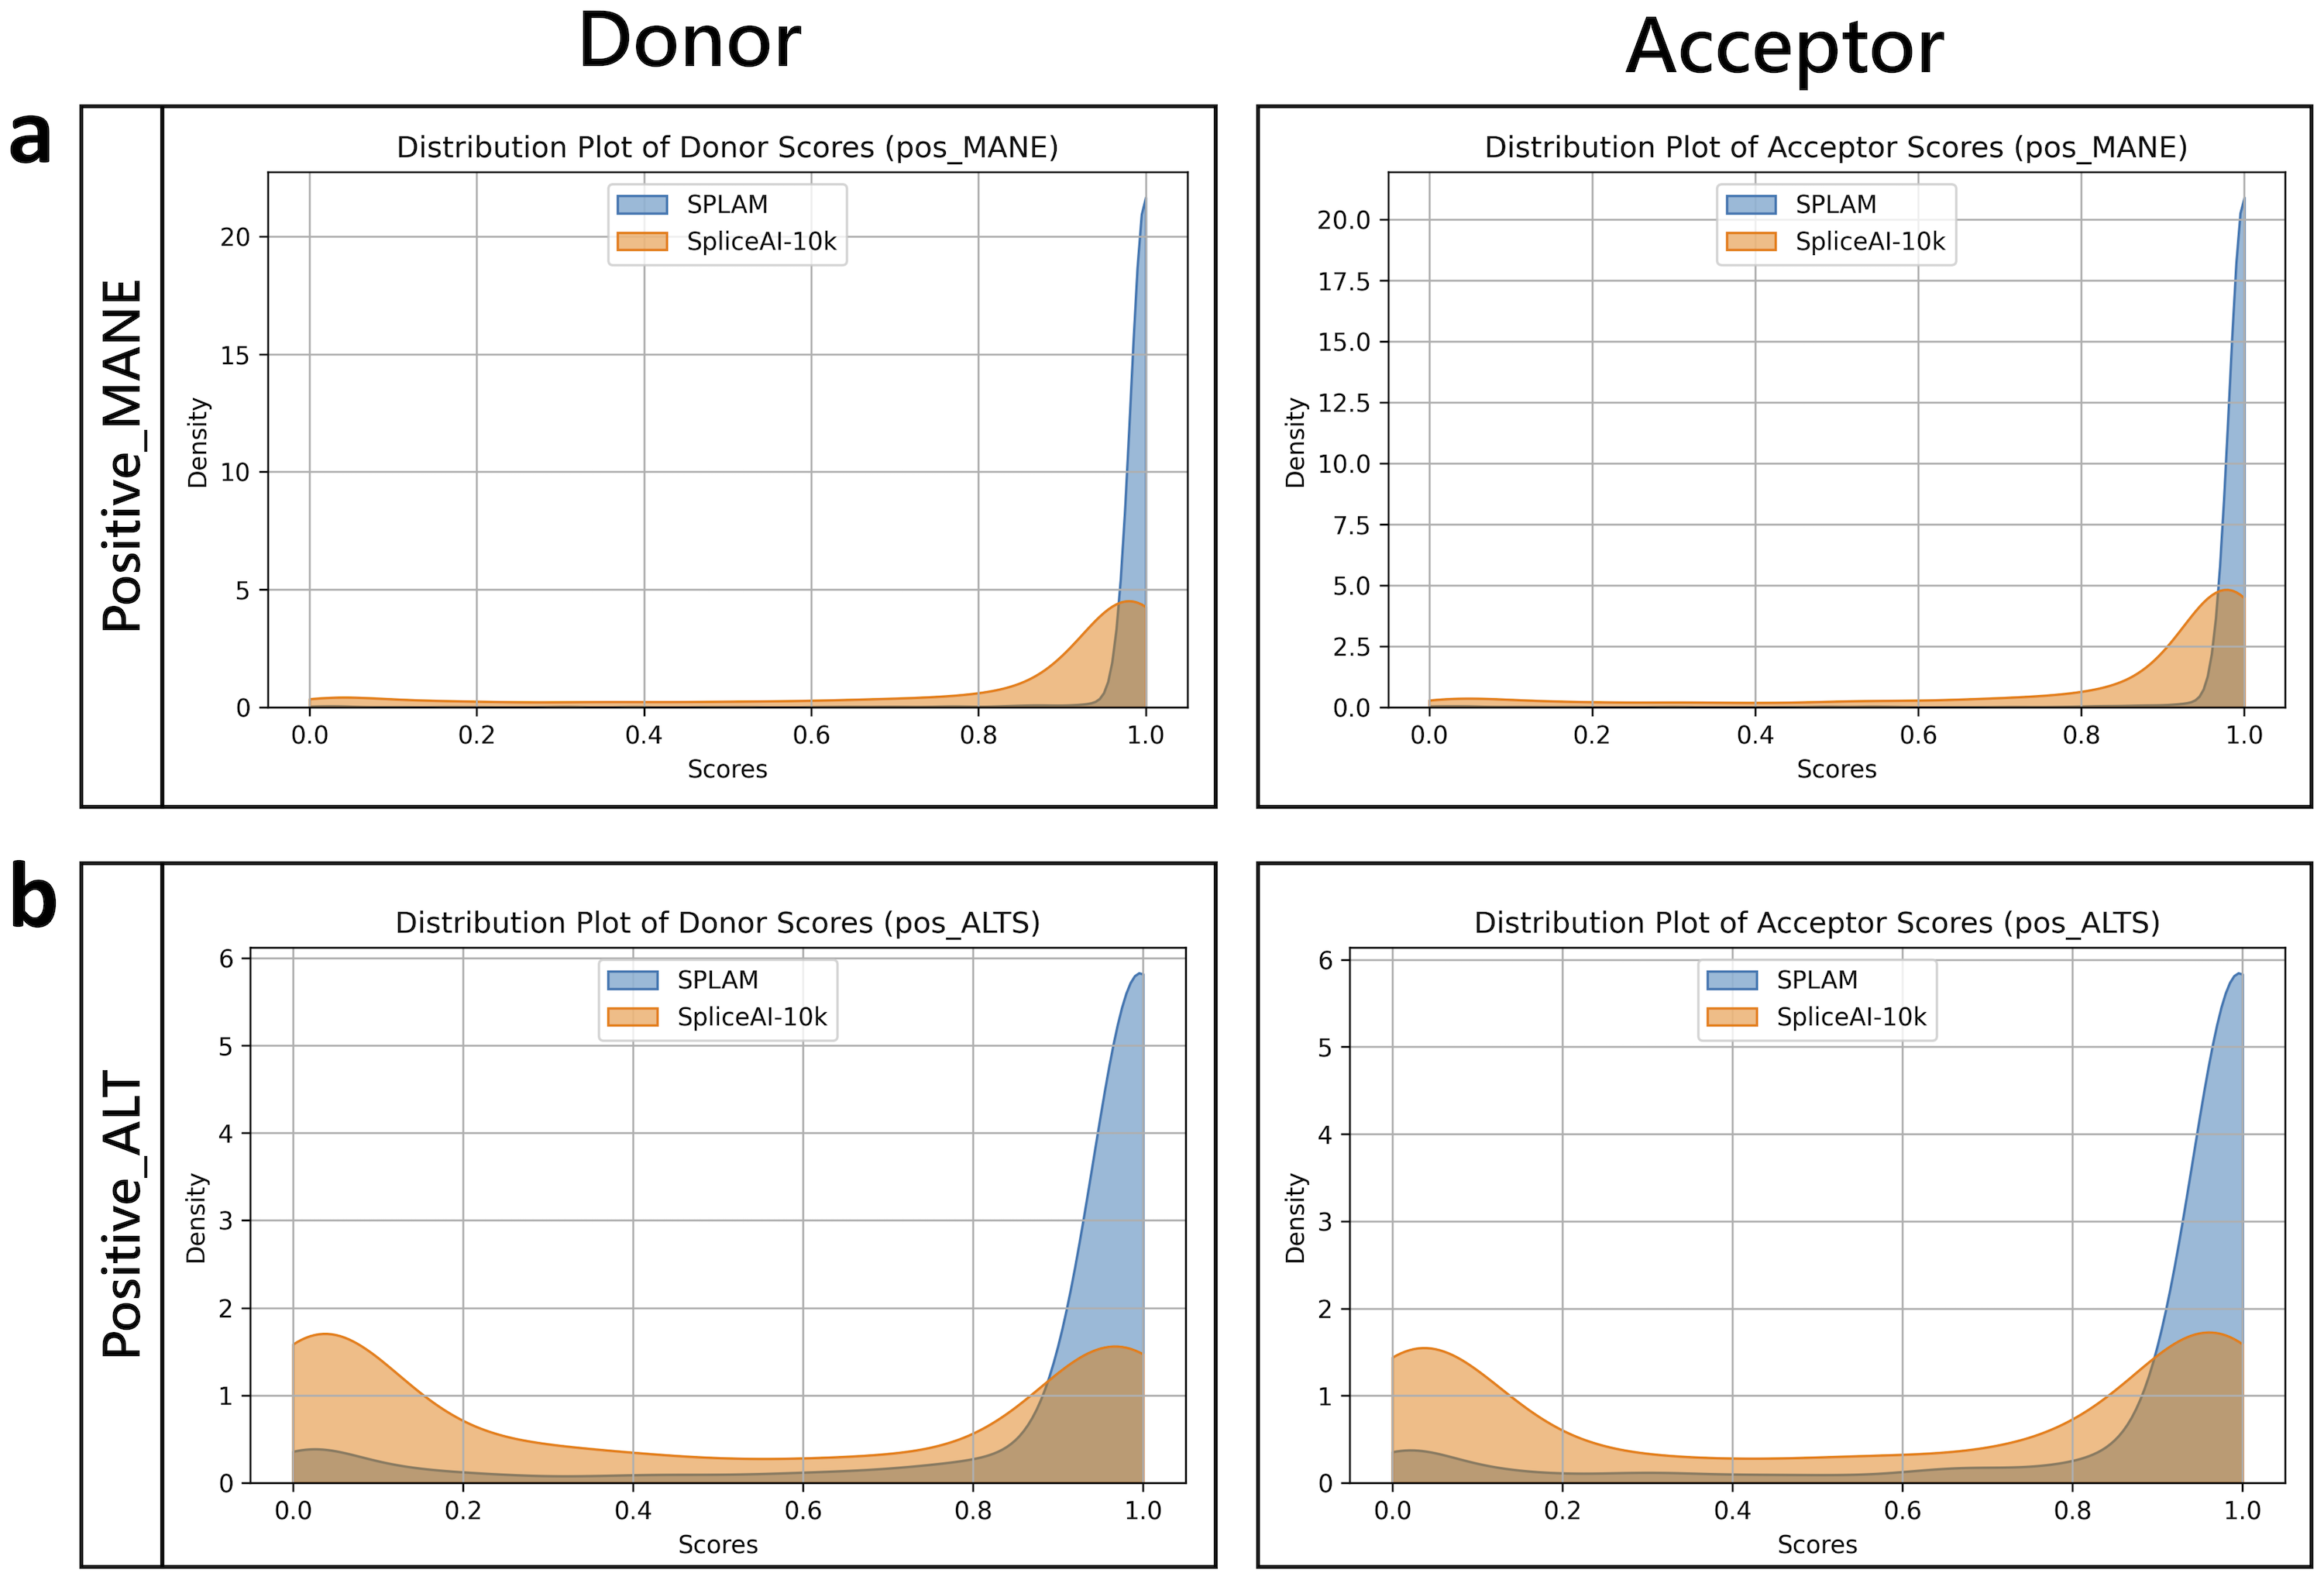 Donor
Acceptor
a
Positive_MANE
Distribution Plot of Donor Scores (pos_MANE)
SPLAM
SpliceAI-10k
Density
20
15
10
5
0
0.0 0.2 0.4 0.6 0.8 1.0
Scores
Distribution Plot of Acceptor Scores (pos_MANE)
SPLAM
SpliceAI-10k
Density
20.0
17.5
15.0
12.5
10.0
7.5
5.0
2.5
0.0
0.0 0.2 0.4 0.6 0.8 1.0
Scores
b
Positive_ALT
Distribution Plot of Donor Scores (pos_ALTS)
SPLAM
SpliceAI-10k
Density
6
5
4
3
2
1
0
0.0 0.2 0.4 0.6 0.8 1.0
Scores
Distribution Plot of Acceptor Scores (pos_ALTS)
SPLAM
SpliceAI-10k
Density
6
5
4
3
2
1
0
0.0 0.2 0.4 0.6 0.8 1.0
Scores